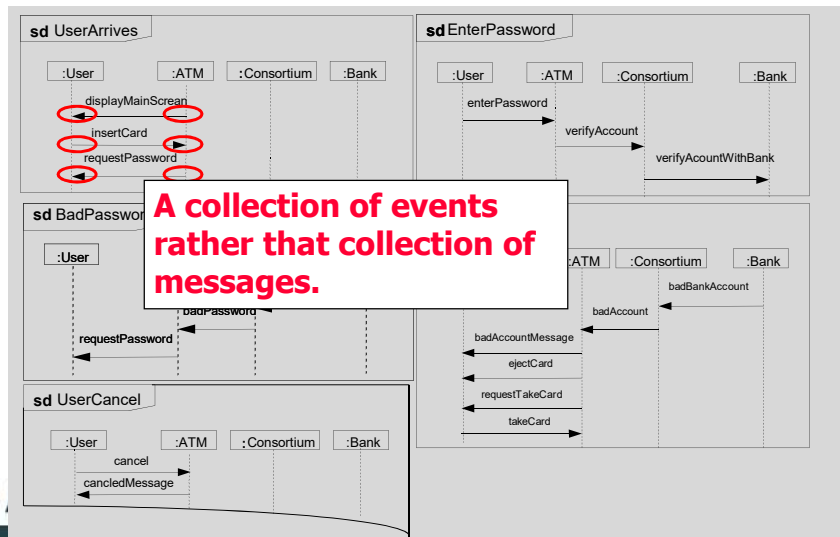 sd UserArrives
:User :ATM :Consortium :Bank
displayMainScrean
insertCard
requestPassword
sd EnterPassword
:User :ATM :Consortium :Bank
enterPassword
verifyAccount
verifyAcountWithBank
A collection of events
rather that collection of
messages.
sd BadPasswor
:User
badPassword
requestPassword
:ATM :Consortium :Bank
badBankAccount
badAccount
badAccountMessage
ejectCard
requestTakeCard
takeCard
sd UserCancel
:User :ATM :Consortium :Bank
cancel
cancledMessage